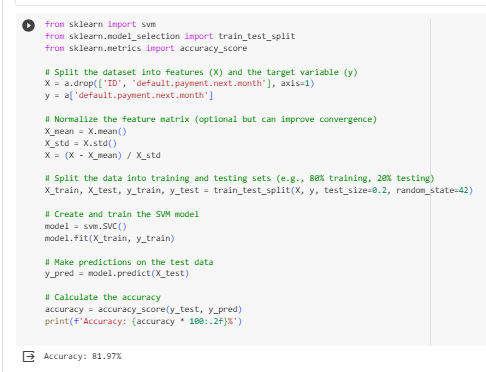 from sklearn import svm
from sklearn.model_selection import train_test_split
from sklearn.metrics import accuracy_score
# Split the dataset into features (X) and the target variable (y)
X = a.drop(['ID', 'default.payment.next.month'], axis=1)
y = a['default.payment.next.month']
# Normalize the feature matrix (optional but can improve convergence)
X_mean = X.mean()
X_std = X.std()
X = (X - X_mean) / X_std
# Split the data into training and testing sets (e.g., 80% training, 20% testing)
X_train, X_test, y_train, y_test = train_test_split(X, y, test_size=0.2, random_state=42)
# Create and train the SVM model
model = svm.SVC()
model.fit(X_train, y_train)
# Make predictions on the test data
y_pred = model.predict(X_test)
# Calculate the accuracy
accuracy = accuracy_score(y_test, y_pred)
print(f'Accuracy: {accuracy * 100:.2f}%')
Accuracy: 81.97%